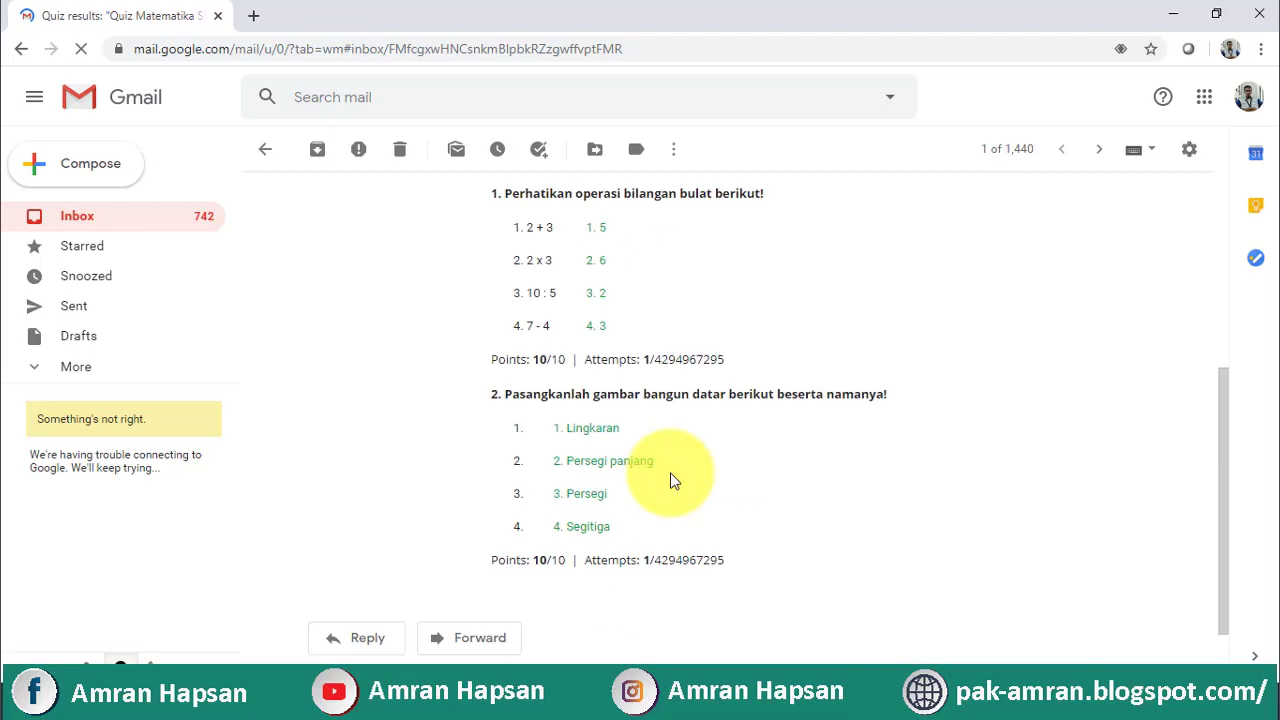 Quiz results: "Quiz Matematika S
mail.google.com/mail/u/0/?tab=wm#inbox/FMfcgxwHNCsnkmBlpbkRZzgwffvptFMR
Gmail
Search mail
Compose
1 of 1,440
Inbox 742
Starred
Snoozed
Sent
Drafts
More
Something's not right.
We're having trouble connecting to
Google. We'll keep trying...
1. Perhatikan operasi bilangan bulat berikut!
1. 2 + 3 1. 5
2. 2 x 3 2. 6
3. 10 : 5 3. 2
4. 7 - 4 4. 3
Points: 10/10 | Attempts: 1/4294967295
2. Pasangkanlah gambar bangun datar berikut beserta namanya!
1. 1. Lingkaran
2. 2. Persegi panjang
3. 3. Persegi
4. 4. Segitiga
Points: 10/10 | Attempts: 1/4294967295
Reply Forward
Amran Hapsan Amran Hapsan Amran Hapsan pak-amran.blogspot.com/